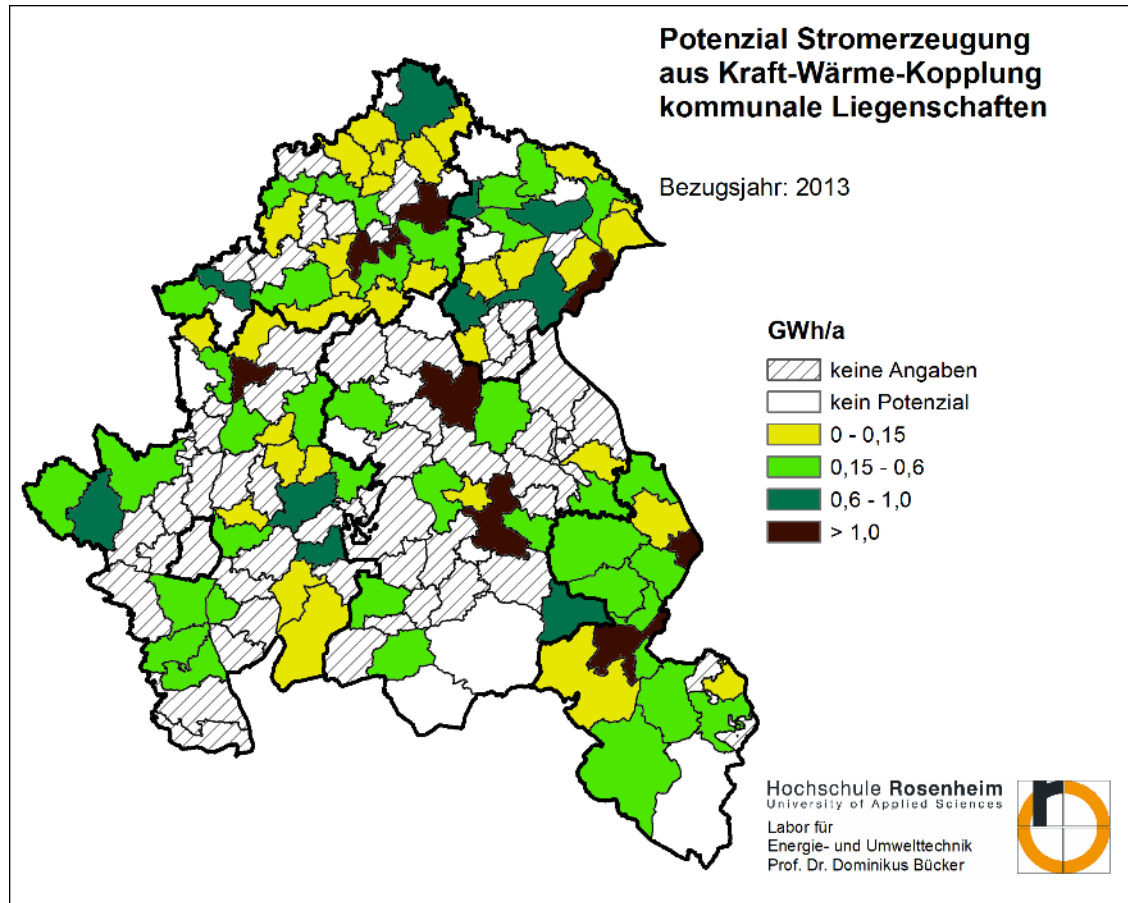 Potenzial Stromerzeugung
aus Kraft-Wärme-Kopplung
kommunale Liegenschaften
Bezugsjahr: 2013
GWh/a
keine Angaben
kein Potenzial
0 - 0,15
0,15 - 0,6
0,6 - 1,0
> 1,0
Hochschule Rosenheim
University of Applied Sciences
Labor für
Energie- und Umwelttechnik
Prof. Dr. Dominikus Bücker
r